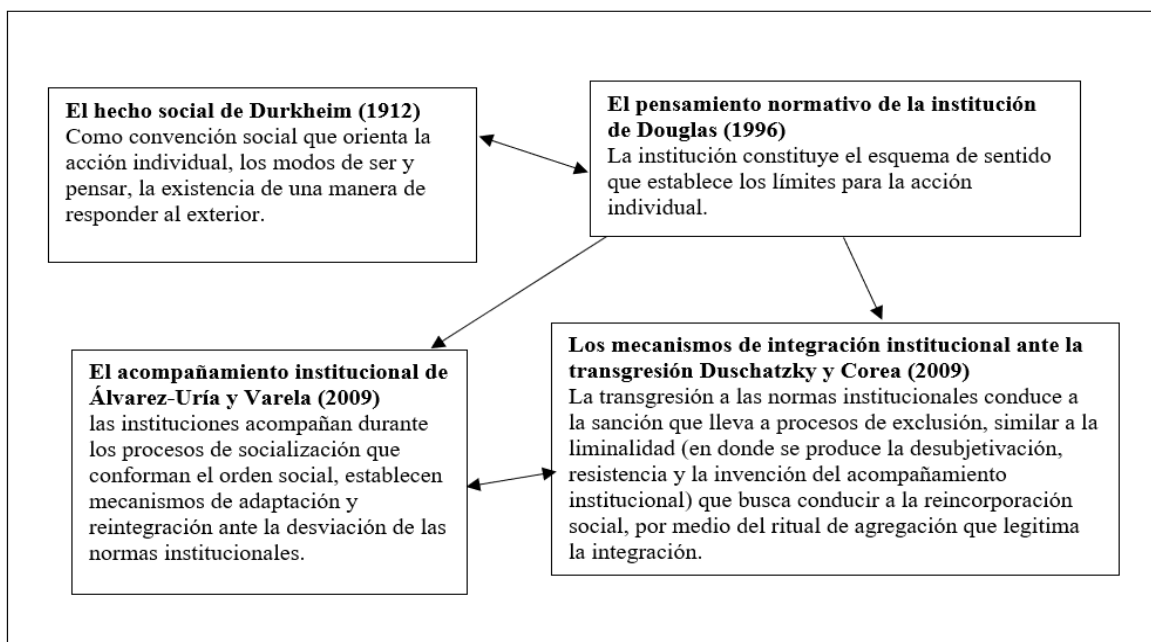 El hecho social de Durkheim (1912)
Como convención social que orienta la
acción individual, los modos de ser y
pensar, la existencia de una manera de
responder al exterior.
El pensamiento normativo de la institución
de Douglas (1996)
La institución constituye el esquema de sentido
que establece los límites para la acción
individual.
El acompañamiento institucional de
Álvarez-Uría y Varela (2009)
las instituciones acompañan durante
los procesos de socialización que
conforman el orden social, establecen
mecanismos de adaptación y
reintegración ante la desviación de las
normas institucionales.
Los mecanismos de integración institucional ante la
transgresión Duschatzky y Corea (2009)
La transgresión a las normas institucionales conduce a
la sanción que lleva a procesos de exclusión, similar a la
liminalidad (en donde se produce la desubjetivación,
resistencia y la invención del acompañamiento
institucional) que busca conducir a la reincorporación
social, por medio del ritual de agregación que legitima
la integración.